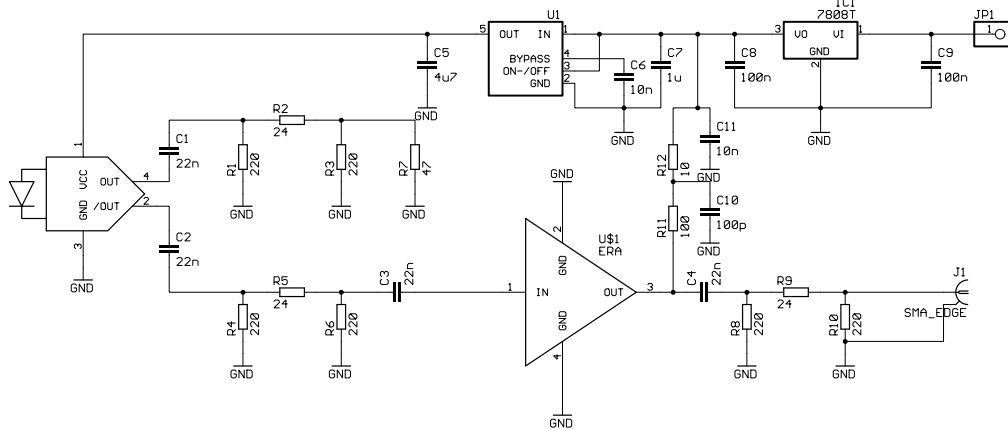 U1
IC1
7808T
JP1
5
OUT
IN
1
BYPASS
4
ON-/OFF
3
GND
2
C5
4u7
GND
C6
10n
C7
1u
GND
C8
100n
3
VO
VI
1
GND
2
GND
C9
100n
1
C1
22n
R2
24
R1
220
R3
220
R7
47
GND
GND
GND
1
VCC
OUT
4
GND
/OUT
2
3
GND
C2
22n
R12
10
C11
10n
GND
C10
100p
GND
R11
100
GND
2
U$1
ERA
GND
1
IN
OUT
3
GND
4
GND
R5
24
C3
22n
R4
220
R6
220
GND
GND
C4
22n
R9
24
R8
220
R10
220
GND
GND
J1
SMA_EDGE